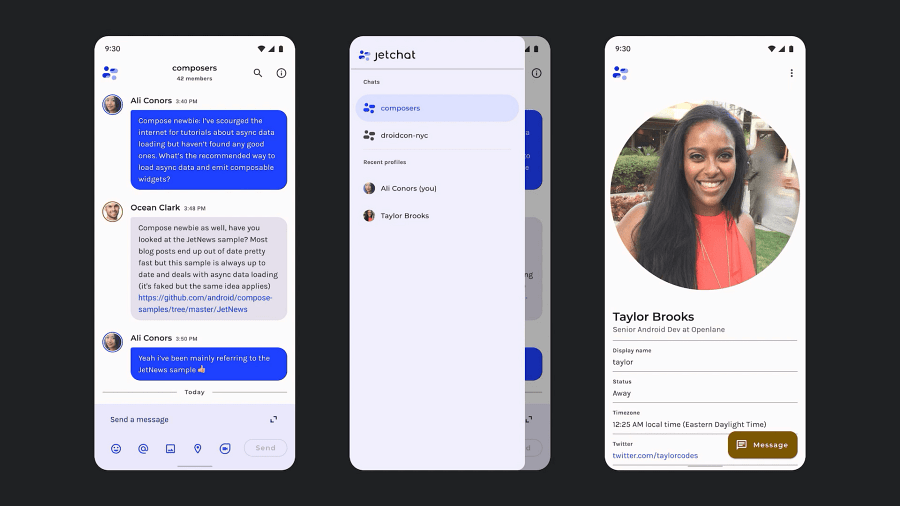 9:30
composers
42 members
Ali Conors 3:40 PM
Compose newbie: I've scourged the
internet for tutorials about async data
loading but haven't found any good
ones. What's the recommended way to
load async data and emit composable
widgets?
Ocean Clark 3:48 PM
Compose newbie as well, have you
looked at the JetNews sample? Most
blog posts end up out of date pretty
fast but this sample is always up to
date and deals with async data loading
(it's faked but the same idea applies)
https://github.com/android/compose-
samples/tree/master/JetNews
Ali Conors 3:50 PM
Yeah i've been mainly referring to the
JetNews sample 👍
Today
Send a message
Send
jetchat
Chats
composers
droidcon-nyc
Recent profiles
Ali Conors (you)
Taylor Brooks
9:30
Taylor Brooks
Senior Android Dev at Openlane
Display name
taylor
Status
Away
Timezone
12:25 AM local time (Eastern Daylight Time)
Twitter
twitter.com/taylorcodes
Message